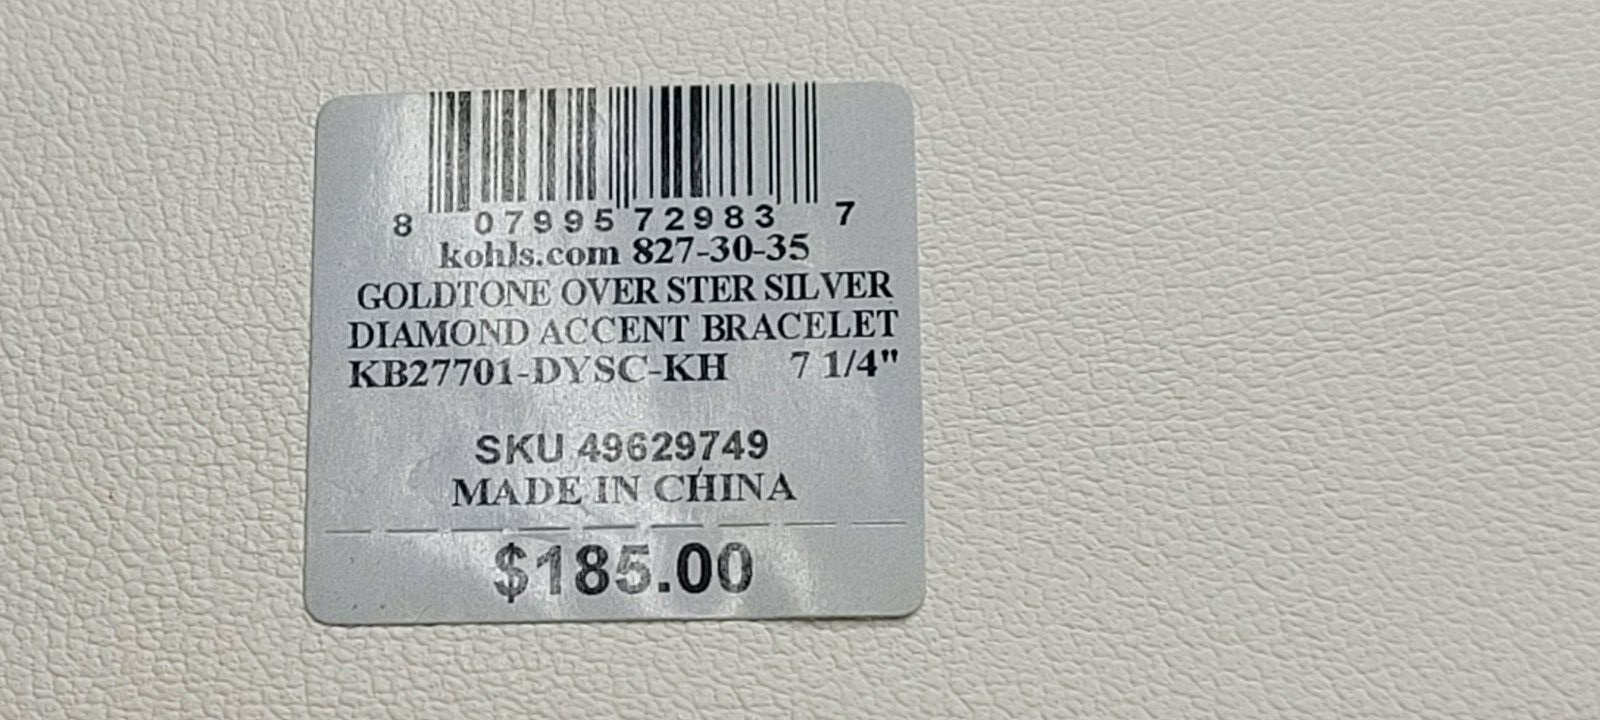 8 07995 72983 7
kohls.com 827-30-35
GOLDTONE OVER STER SILVER
DIAMOND ACCENT BRACELET
KB27701-DYSC-KH 7 1/4"
SKU 49629749
MADE IN CHINA
$185.00